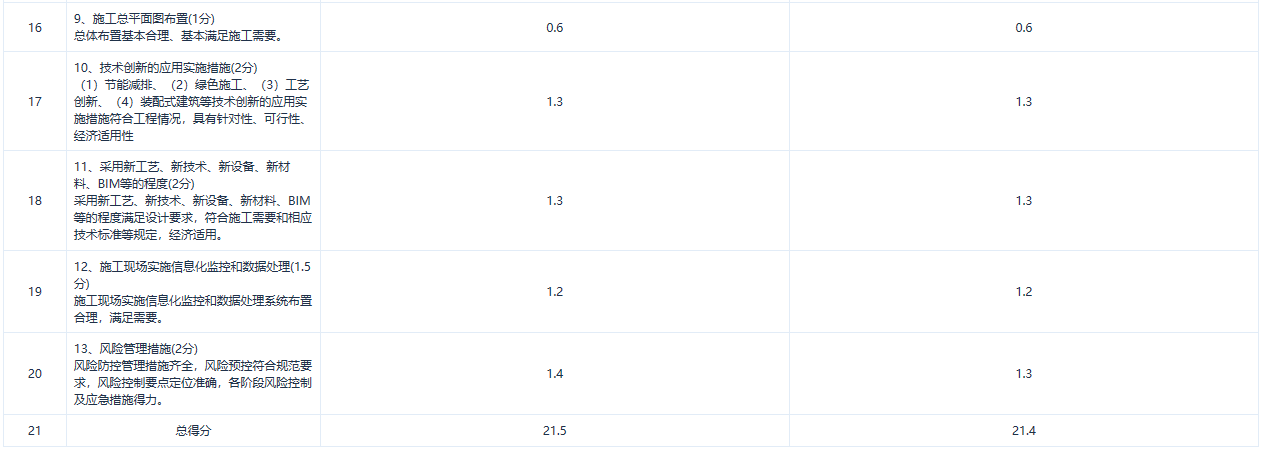 16
9、施工总平面图布置(1分)
总体布置基本合理、基本满足施工需要。
0.6
0.6
17
10、技术创新的应用实施措施(2分)
（1）节能减排、（2）绿色施工、（3）工艺
创新、（4）装配式建筑等技术创新的应用实
施措施符合工程情况，具有针对性、可行性、
经济适用性
1.3
1.3
18
11、采用新工艺、新技术、新设备、新材
料、BIM等的程度(2分)
采用新工艺、新技术、新设备、新材料、BIM
等的程度满足设计要求，符合施工需要和相应
技术标准等规定，经济适用。
1.3
1.3
19
12、施工现场实施信息化监控和数据处理(1.5
分)
施工现场实施信息化监控和数据处理系统布置
合理，满足需要。
1.2
1.2
20
13、风险管理措施(2分)
风险防控管理措施齐全，风险预控符合规范要
求，风险控制要点定位准确，各阶段风险控制
及应急措施得力。
1.4
1.3
21
总得分
21.5
21.4